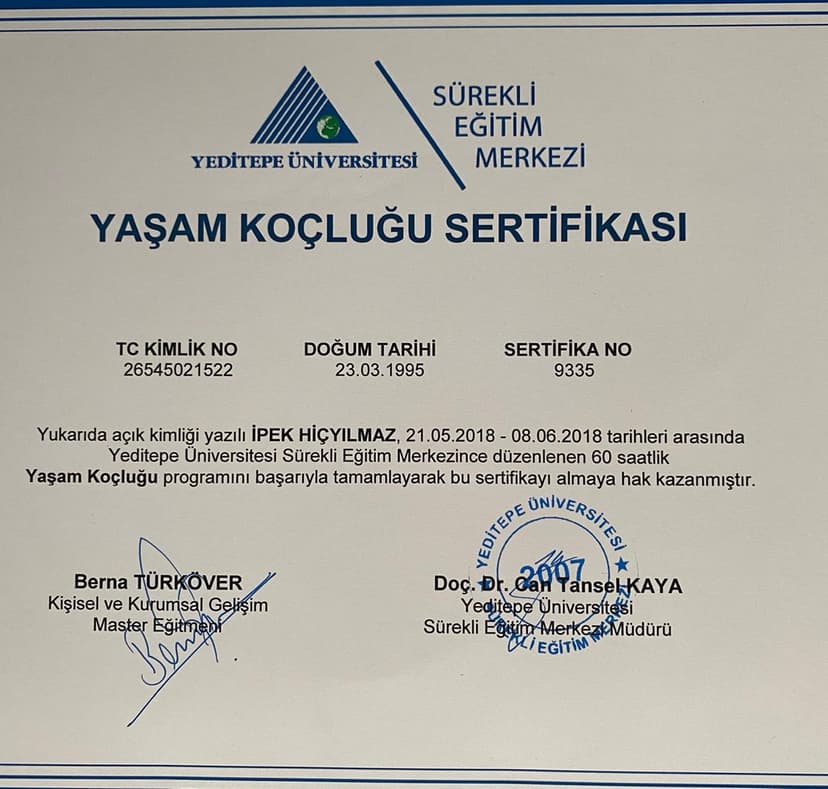 YEDİTEPE ÜNİVERSİTESİ
SÜREKLİ
EĞİTİM
MERKEZİ
YAŞAM KOÇLUĞU SERTİFİKASI
TC KİMLİK NO DOĞUM TARİHİ SERTİFİKA NO
26545021522 23.03.1995 9335
Yukarıda açık kimliği yazılı İPEK HİÇYILMAZ, 21.05.2018 - 08.06.2018 tarihleri arasında
Yeditepe Üniversitesi Sürekli Eğitim Merkezince düzenlenen 60 saatlik
Yaşam Koçluğu programını başarıyla tamamlayarak bu sertifikayı almaya hak kazanmıştır.
Berna TÜRKÖVER
Kişisel ve Kurumsal Gelişim
Master Eğitmeni
Doç. Dr. Can Tansel KAYA
Yeditepe Üniversitesi
Sürekli Eğitim Merkezi Müdürü
YEDİTEPE ÜNİVERSİTESİ
2007
SÜREKLİ EĞİTİM MERKEZİ